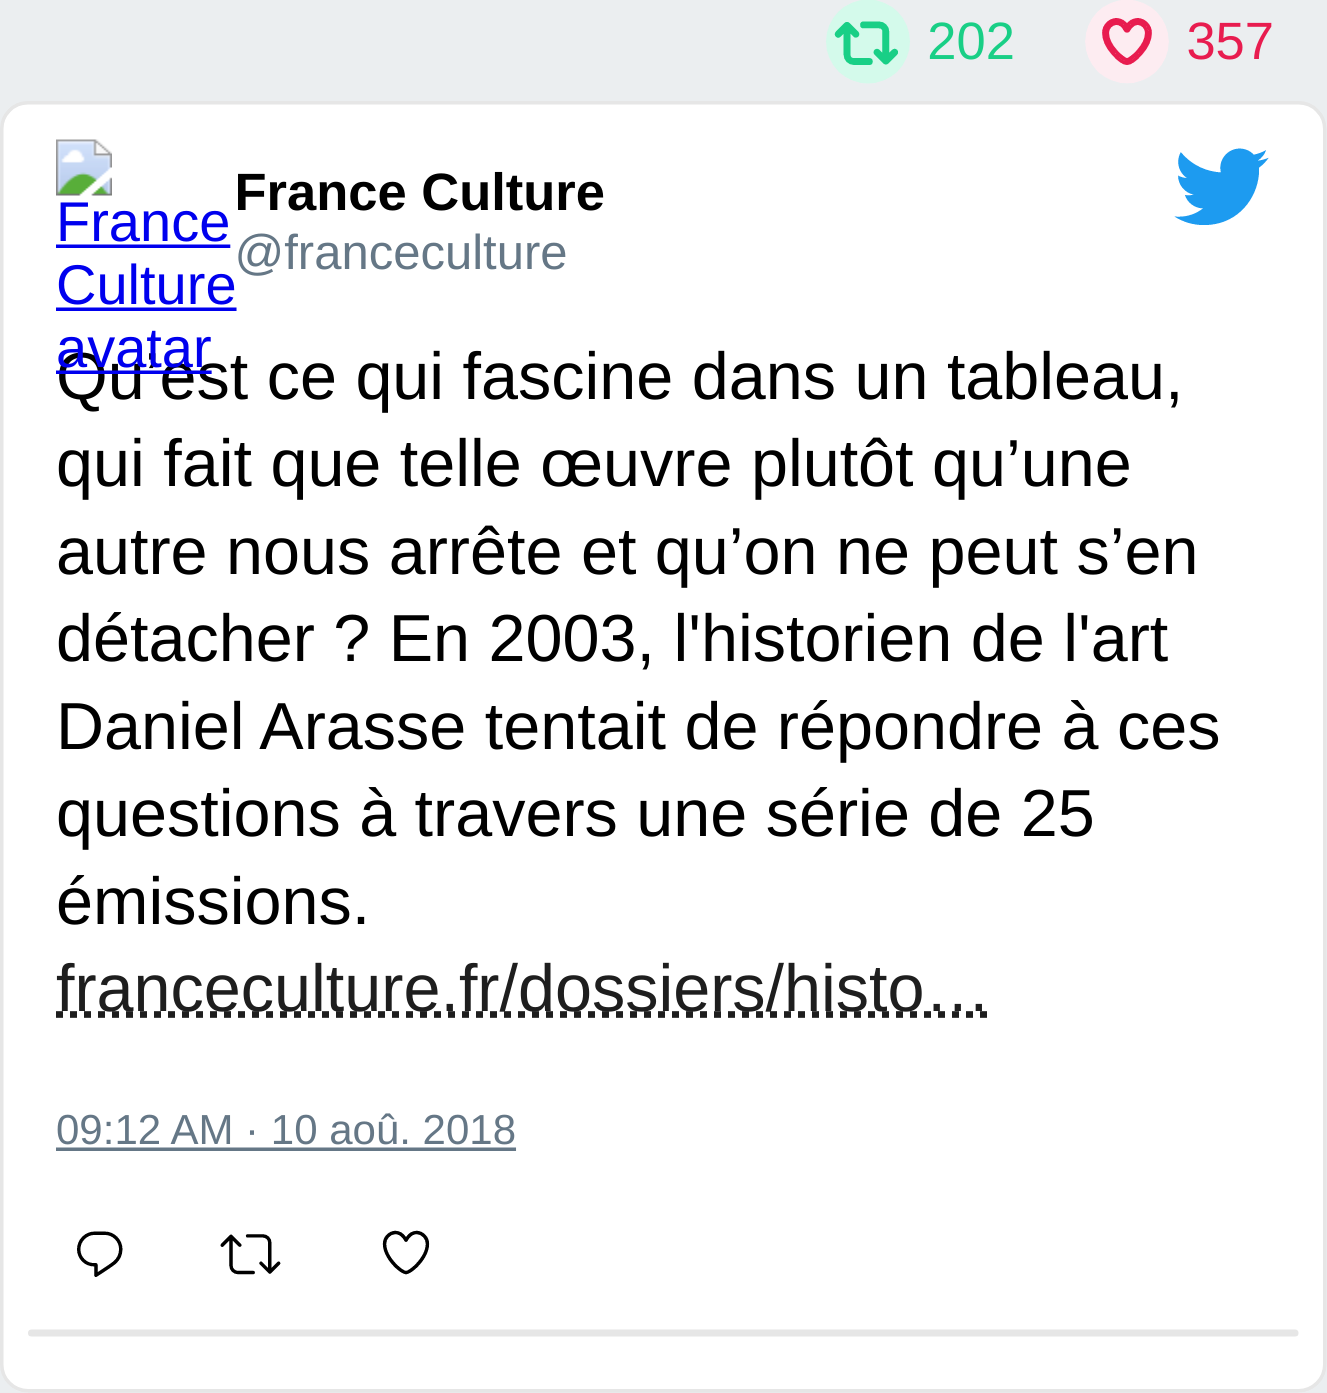 202 357
France Culture
@franceculture
France
Culture
avatar
Qu'est ce qui fascine dans un tableau,
qui fait que telle œuvre plutôt qu’une
autre nous arrête et qu’on ne peut s’en
détacher ? En 2003, l'historien de l'art
Daniel Arasse tentait de répondre à ces
questions à travers une série de 25
émissions.
franceculture.fr/dossiers/histo…
09:12 AM · 10 aoû. 2018